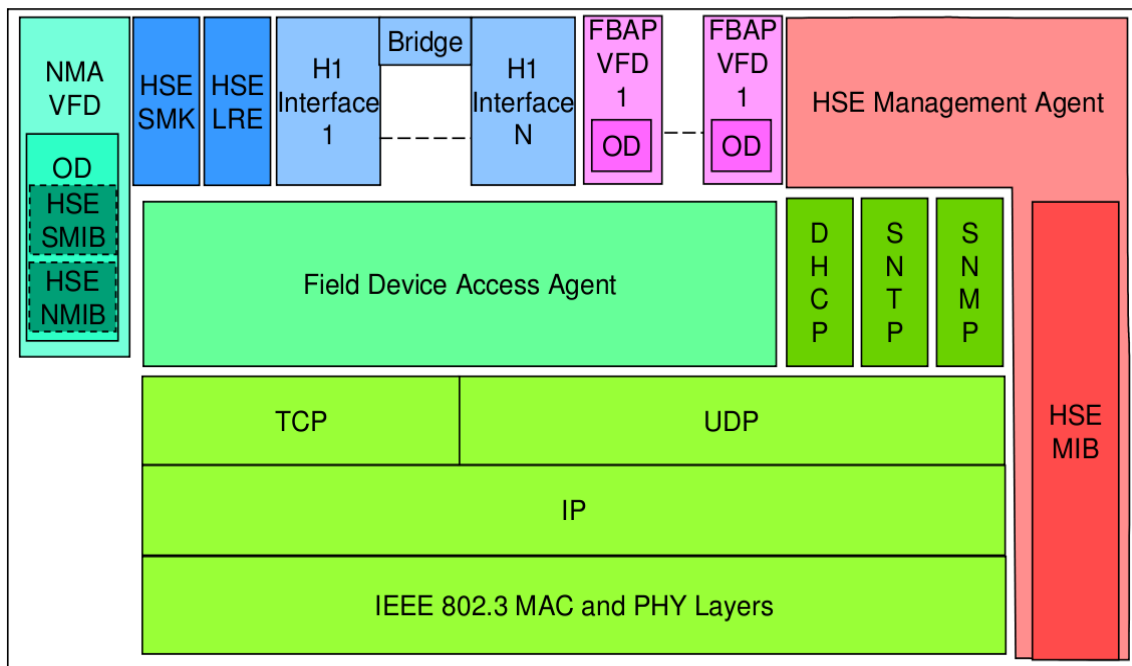 NMA
VFD
OD
HSE
SMIB
HSE
NMIB
HSE
SMK
HSE
LRE
H1
Interface
1
Bridge
H1
Interface
N
FBAP
VFD
1
OD
FBAP
VFD
1
OD
HSE Management Agent
Field Device Access Agent
D
H
C
P
S
N
T
P
S
N
M
P
HSE
MIB
TCP
UDP
IP
IEEE 802.3 MAC and PHY Layers